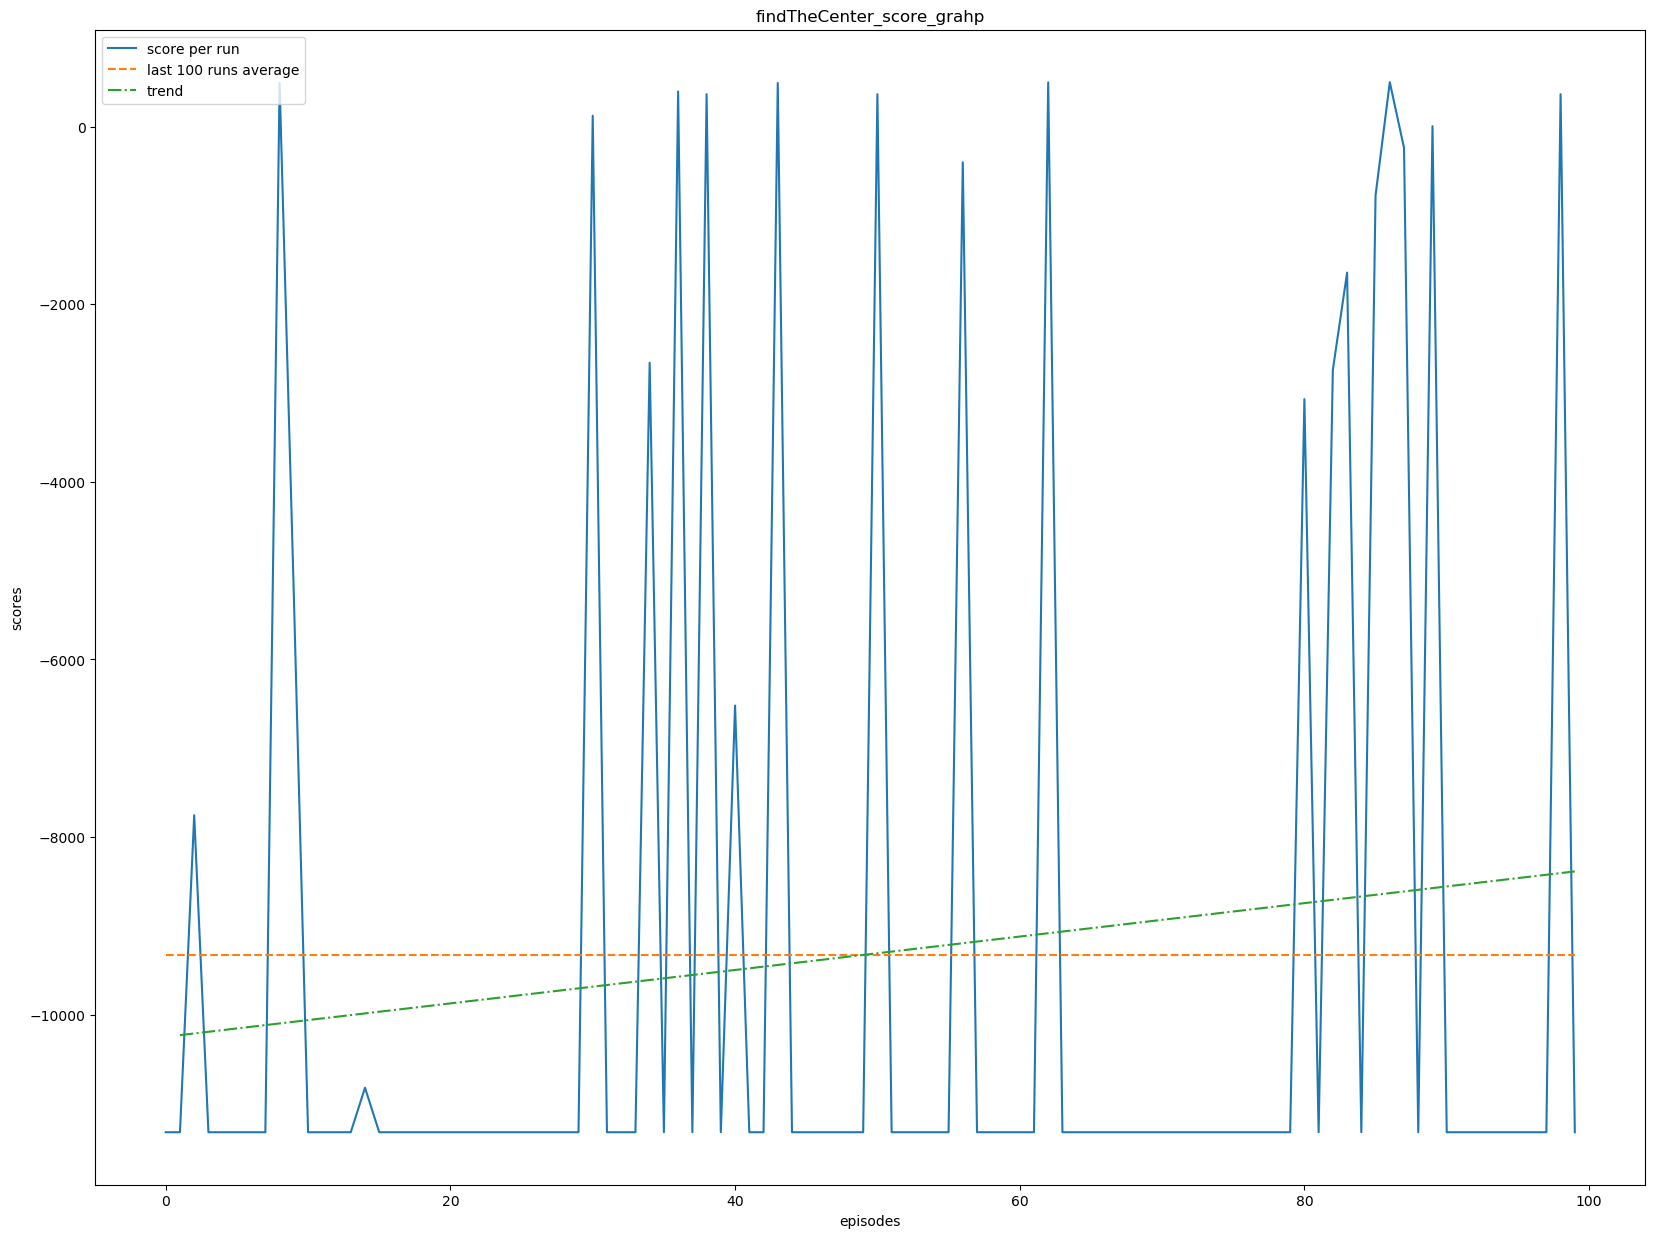 findTheCenter_score_grahp
score per run
last 100 runs average
trend
0
−2000
−4000
−6000
−8000
−10000
scores
0 20 40 60 80 100
episodes